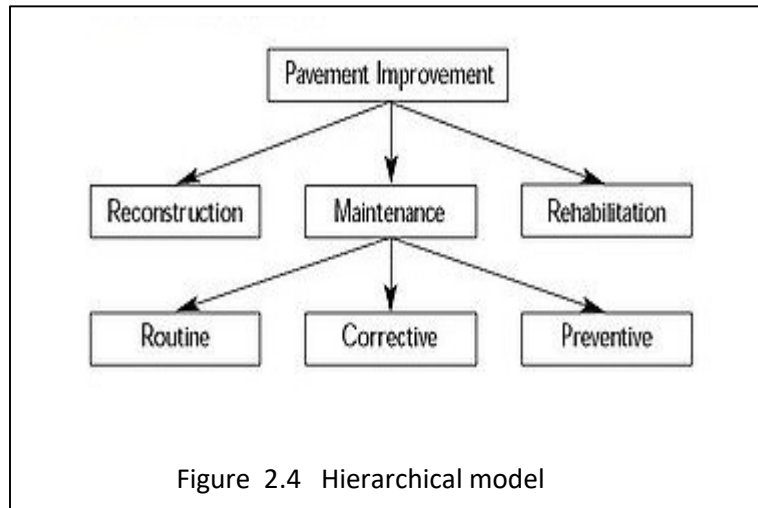 Pavement Improvement
Reconstruction Maintenance Rehabilitation
Routine Corrective Preventive
Figure 2.4 Hierarchical model